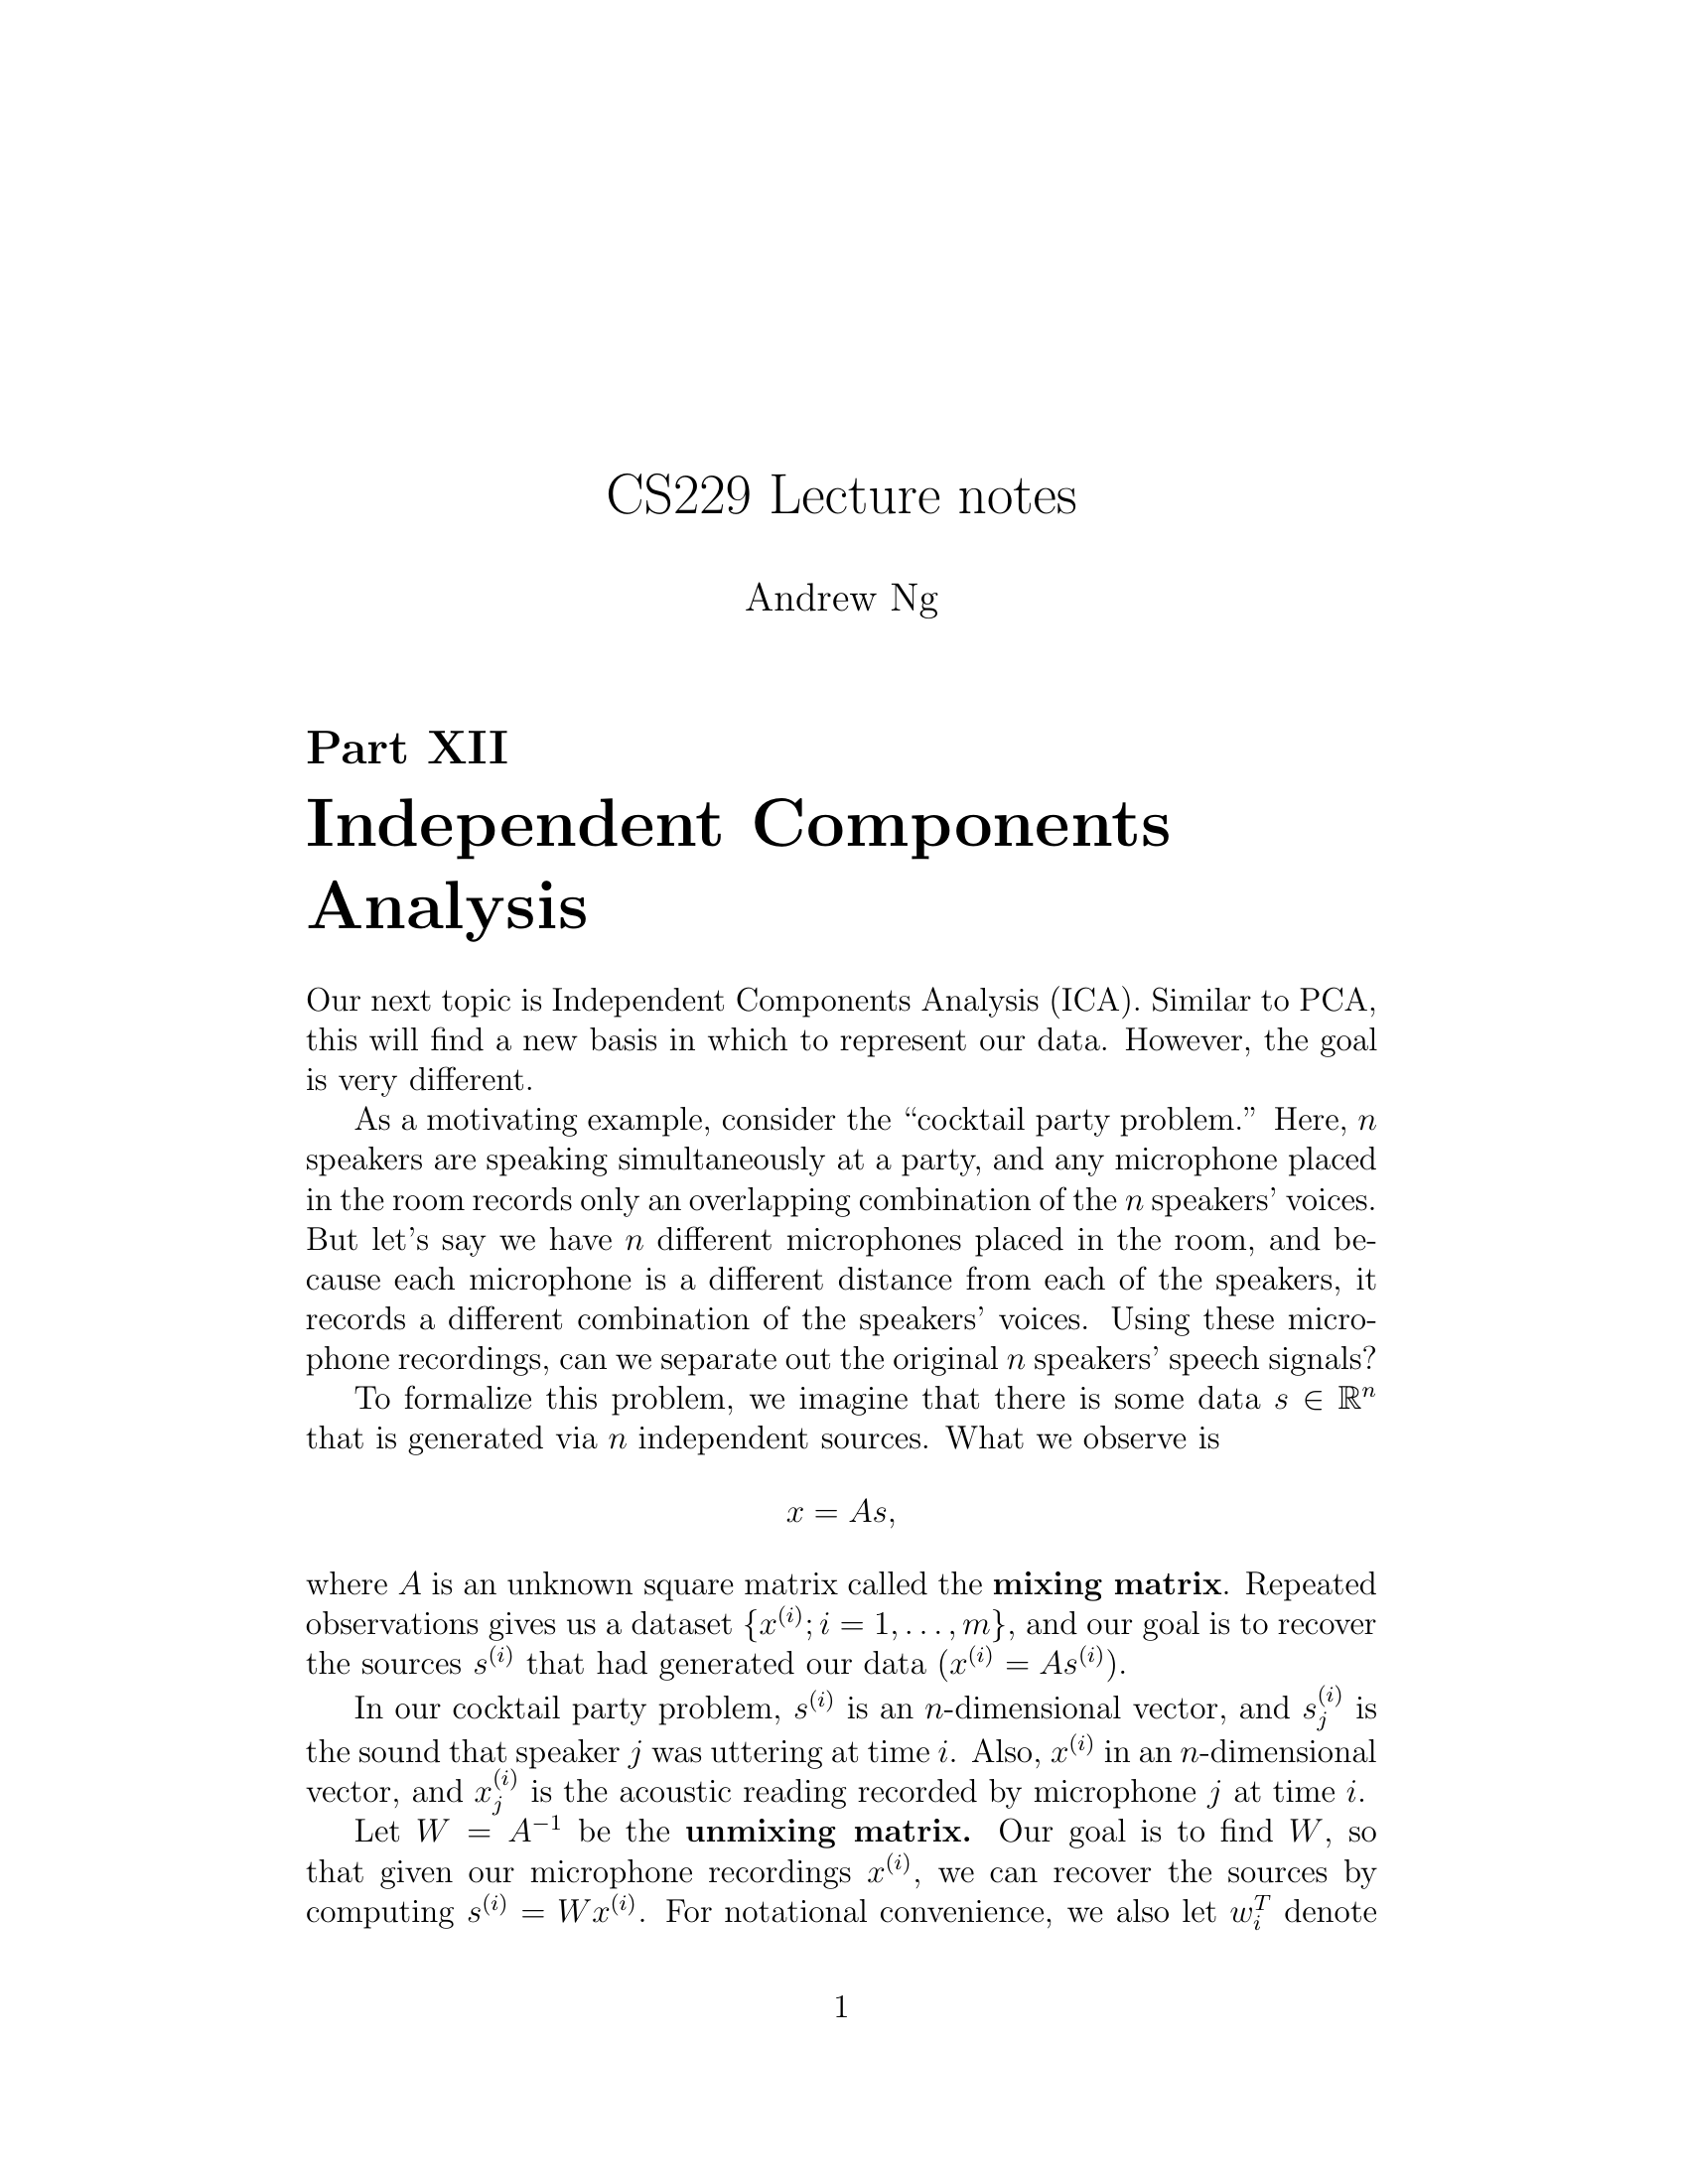 CS229 Lecture notes
Andrew Ng
Part XII
Independent Components
Analysis
Our next topic is Independent Components Analysis (ICA). Similar to PCA,
this will find a new basis in which to represent our data. However, the goal
is very different.
As a motivating example, consider the “cocktail party problem.” Here, n
speakers are speaking simultaneously at a party, and any microphone placed
in the room records only an overlapping combination of the n speakers’ voices.
But let’s say we have n different microphones placed in the room, and be-
cause each microphone is a different distance from each of the speakers, it
records a different combination of the speakers’ voices. Using these micro-
phone recordings, can we separate out the original n speakers’ speech signals?
To formalize this problem, we imagine that there is some data s ∈ ℝ^n
that is generated via n independent sources. What we observe is
x = As,
where A is an unknown square matrix called the mixing matrix. Repeated
observations gives us a dataset {x^(i); i = 1, . . . , m}, and our goal is to recover
the sources s^(i) that had generated our data (x^(i) = As^(i)).
In our cocktail party problem, s^(i) is an n-dimensional vector, and s_j^(i) is
the sound that speaker j was uttering at time i. Also, x^(i) in an n-dimensional
vector, and x_j^(i) is the acoustic reading recorded by microphone j at time i.
Let W = A^−1 be the unmixing matrix. Our goal is to find W, so
that given our microphone recordings x^(i), we can recover the sources by
computing s^(i) = Wx^(i). For notational convenience, we also let w_i^T denote
1